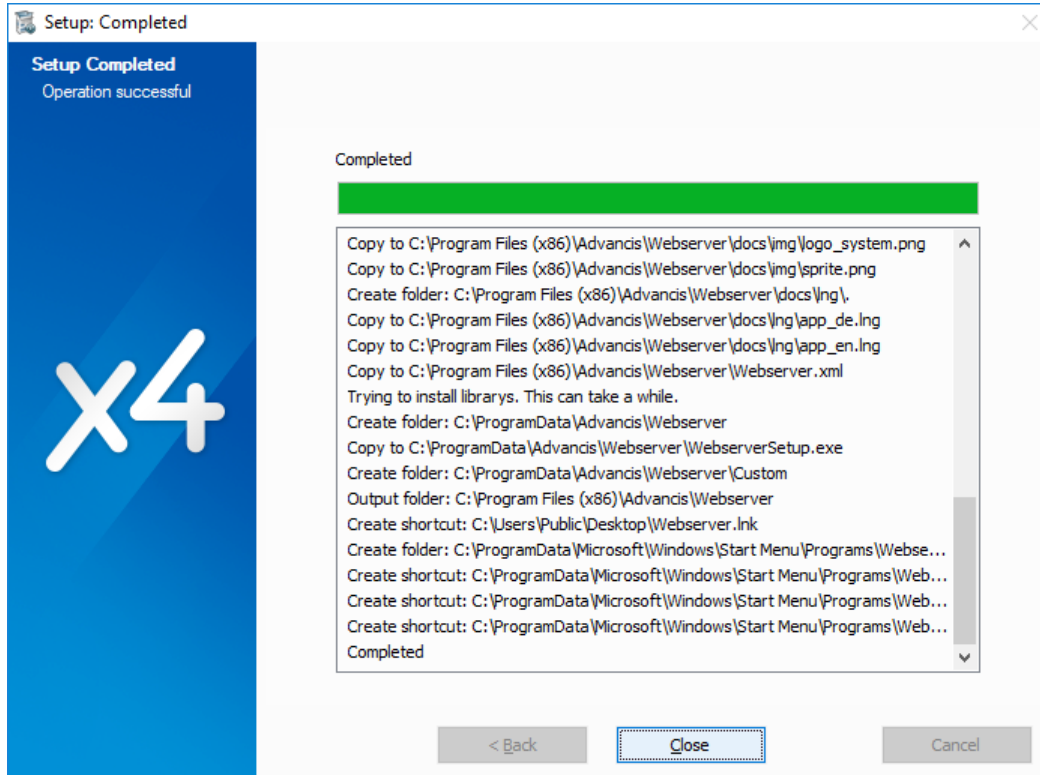 Setup: Completed
Setup Completed
Operation successful
x4
Completed
Copy to C:\Program Files (x86)\Advancis\Webserver\docs\img\logo_system.png
Copy to C:\Program Files (x86)\Advancis\Webserver\docs\img\sprite.png
Create folder: C:\Program Files (x86)\Advancis\Webserver\docs\lng\.
Copy to C:\Program Files (x86)\Advancis\Webserver\docs\lng\app_de.lng
Copy to C:\Program Files (x86)\Advancis\Webserver\docs\lng\app_en.lng
Copy to C:\Program Files (x86)\Advancis\Webserver\Webserver.xml
Trying to install librarys. This can take a while.
Create folder: C:\ProgramData\Advancis\Webserver
Copy to C:\ProgramData\Advancis\Webserver\WebserverSetup.exe
Create folder: C:\ProgramData\Advancis\Webserver\Custom
Output folder: C:\Program Files (x86)\Advancis\Webserver
Create shortcut: C:\Users\Public\Desktop\Webserver.lnk
Create folder: C:\ProgramData\Microsoft\Windows\Start Menu\Programs\Webse...
Create shortcut: C:\ProgramData\Microsoft\Windows\Start Menu\Programs\Web...
Create shortcut: C:\ProgramData\Microsoft\Windows\Start Menu\Programs\Web...
Create shortcut: C:\ProgramData\Microsoft\Windows\Start Menu\Programs\Web...
Completed
< Back
Close
Cancel